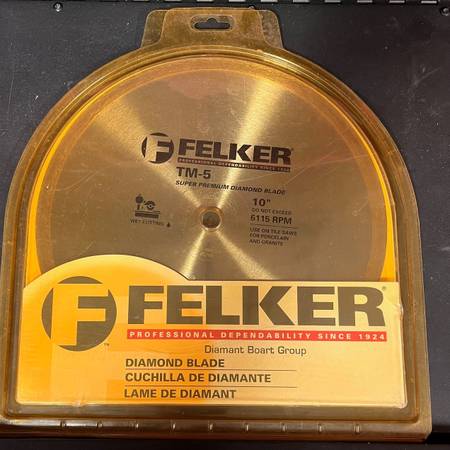 FELKER
PROFESSIONAL DEPENDABILITY SINCE 1924
TM-5
SUPER PREMIUM DIAMOND BLADE
10"
DO NOT EXCEED
6115 RPM
WET CUTTING
USE ON TILE SAWS
FOR PORCELAIN
AND GRANITE
F FELKER
TM
PROFESSIONAL DEPENDABILITY SINCE 1924
Diamant Boart Group
DIAMOND BLADE
CUCHILLA DE DIAMANTE
LAME DE DIAMANT